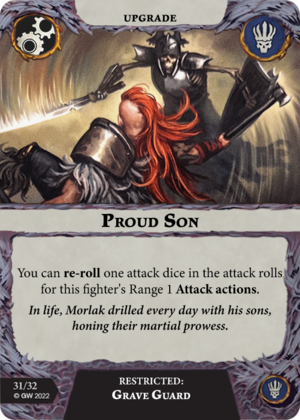 UPGRADE
PROUD SON
You can re-roll one attack dice in the attack rolls
for this fighter's Range 1 Attack actions.
In life, Morlak drilled every day with his sons,
honing their martial prowess.
31/32
© GW 2022
RESTRICTED:
GRAVE GUARD